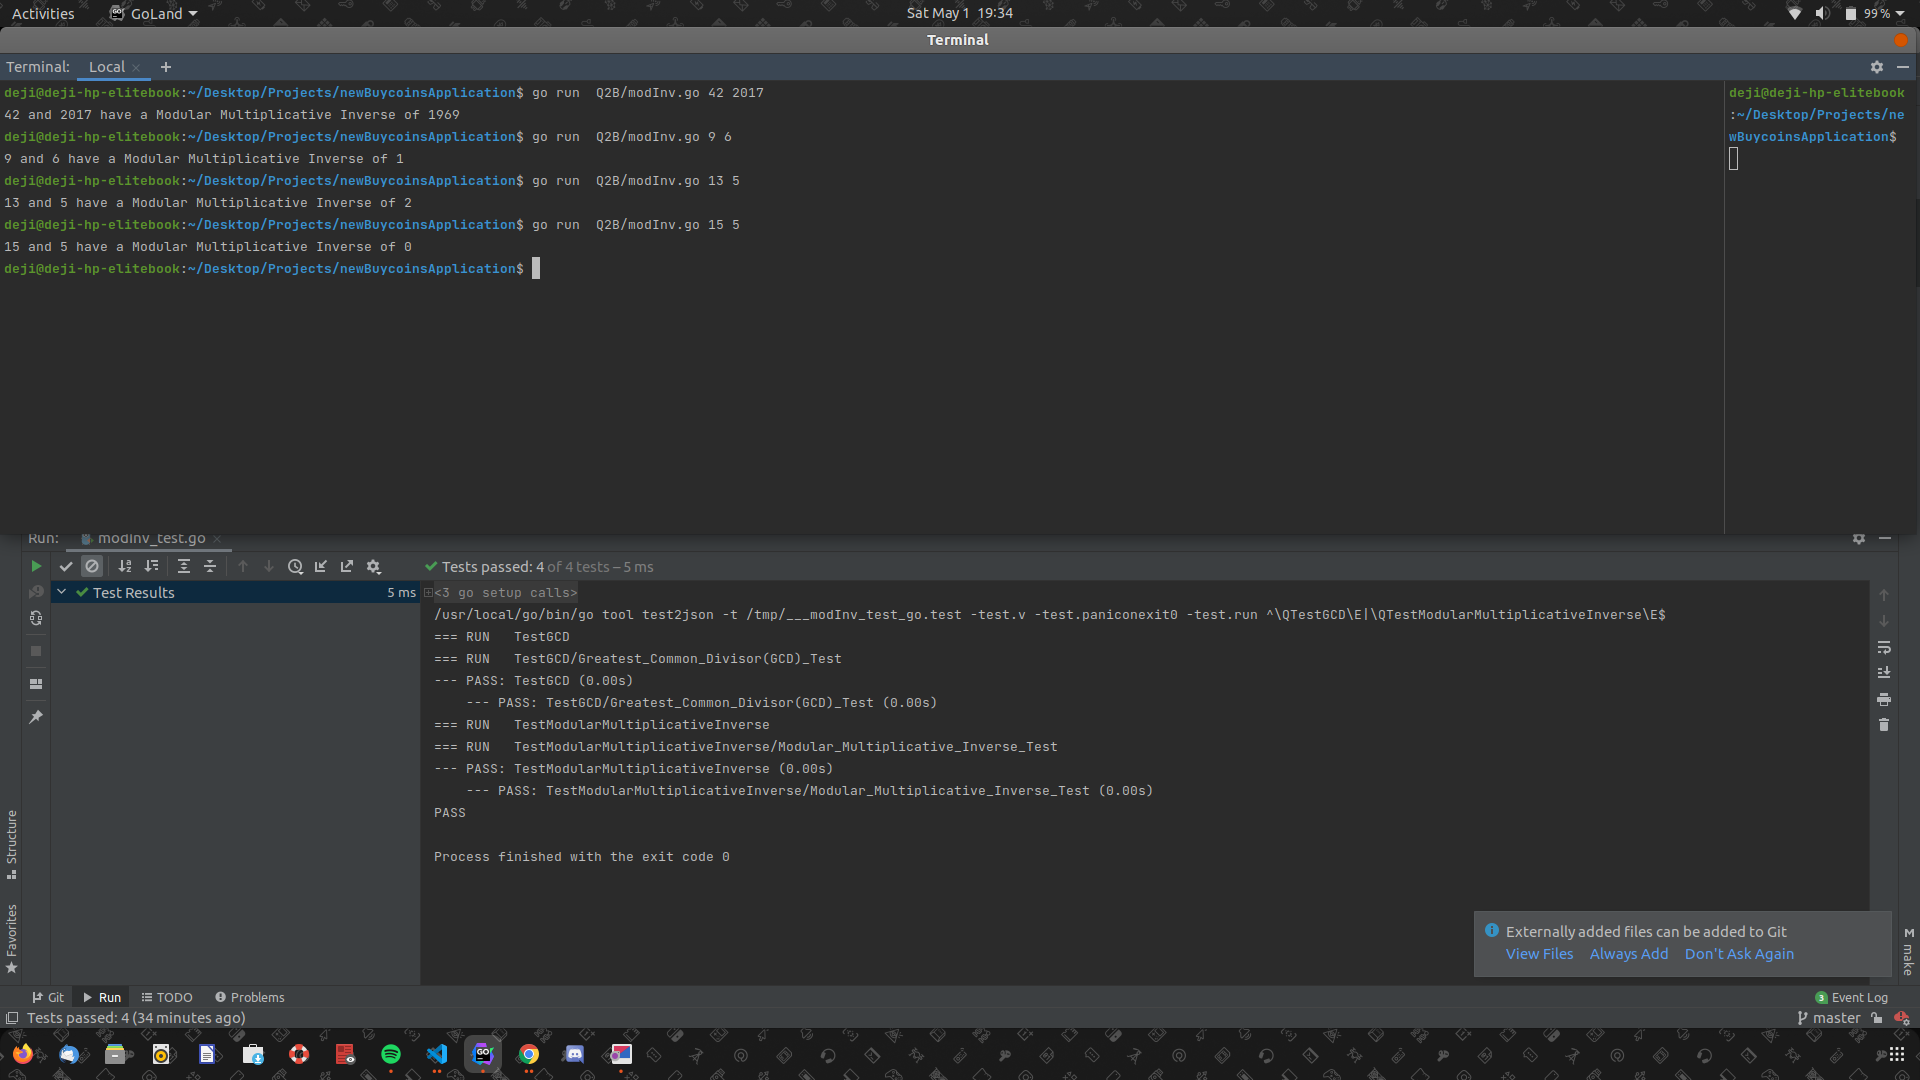 Activities
GoLand
Sat May 1 19:34
99 %
Terminal
Terminal:
Local
deji@deji-hp-elitebook:~/Desktop/Projects/newBuycoinsApplication$ go run  Q2B/modInv.go 42 2017
42 and 2017 have a Modular Multiplicative Inverse of 1969
deji@deji-hp-elitebook:~/Desktop/Projects/newBuycoinsApplication$ go run  Q2B/modInv.go 9 6
9 and 6 have a Modular Multiplicative Inverse of 1
deji@deji-hp-elitebook:~/Desktop/Projects/newBuycoinsApplication$ go run  Q2B/modInv.go 13 5
13 and 5 have a Modular Multiplicative Inverse of 2
deji@deji-hp-elitebook:~/Desktop/Projects/newBuycoinsApplication$ go run  Q2B/modInv.go 15 5
15 and 5 have a Modular Multiplicative Inverse of 0
deji@deji-hp-elitebook:~/Desktop/Projects/newBuycoinsApplication$
deji@deji-hp-elitebook
:~/Desktop/Projects/ne
wBuycoinsApplication$
Run:
modInv_test.go
Tests passed: 4 of 4 tests – 5 ms
Test Results
5 ms
<3 go setup calls>
/usr/local/go/bin/go tool test2json -t /tmp/___modInv_test_go.test -test.v -test.paniconexit0 -test.run ^\QTestGCD\E|\QTestModularMultiplicativeInverse\E$
=== RUN   TestGCD
=== RUN   TestGCD/Greatest_Common_Divisor(GCD)_Test
--- PASS: TestGCD (0.00s)
    --- PASS: TestGCD/Greatest_Common_Divisor(GCD)_Test (0.00s)
=== RUN   TestModularMultiplicativeInverse
=== RUN   TestModularMultiplicativeInverse/Modular_Multiplicative_Inverse_Test
--- PASS: TestModularMultiplicativeInverse (0.00s)
    --- PASS: TestModularMultiplicativeInverse/Modular_Multiplicative_Inverse_Test (0.00s)
PASS
Process finished with the exit code 0
Structure
Favorites
make
Externally added files can be added to Git
View Files
Always Add
Don't Ask Again
Git
Run
TODO
Problems
3 Event Log
Tests passed: 4 (34 minutes ago)
master
GO